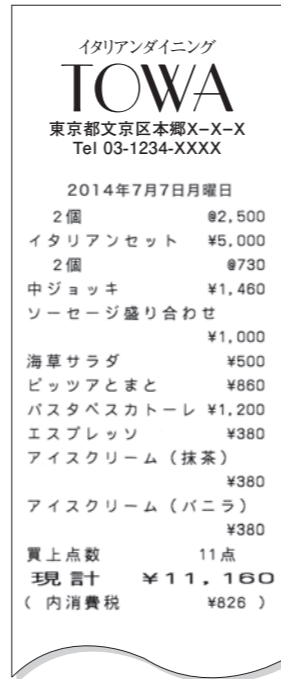 イタリアンダイニング
TOWA
東京都文京区本郷X-X-X
Tel 03-1234-XXXX
2014年7月7日月曜日
2個 @2,500
イタリアンセット ¥5,000
2個 @730
中ジョッキ ¥1,460
ソーセージ盛り合わせ
¥1,000
海草サラダ ¥500
ピッツアとまと ¥860
パスタペスカトーレ ¥1,200
エスプレッソ ¥380
アイスクリーム（抹茶）
¥380
アイスクリーム（バニラ）
¥380
買上点数 11点
現計 ¥11,160
( 内消費税 ¥826 )